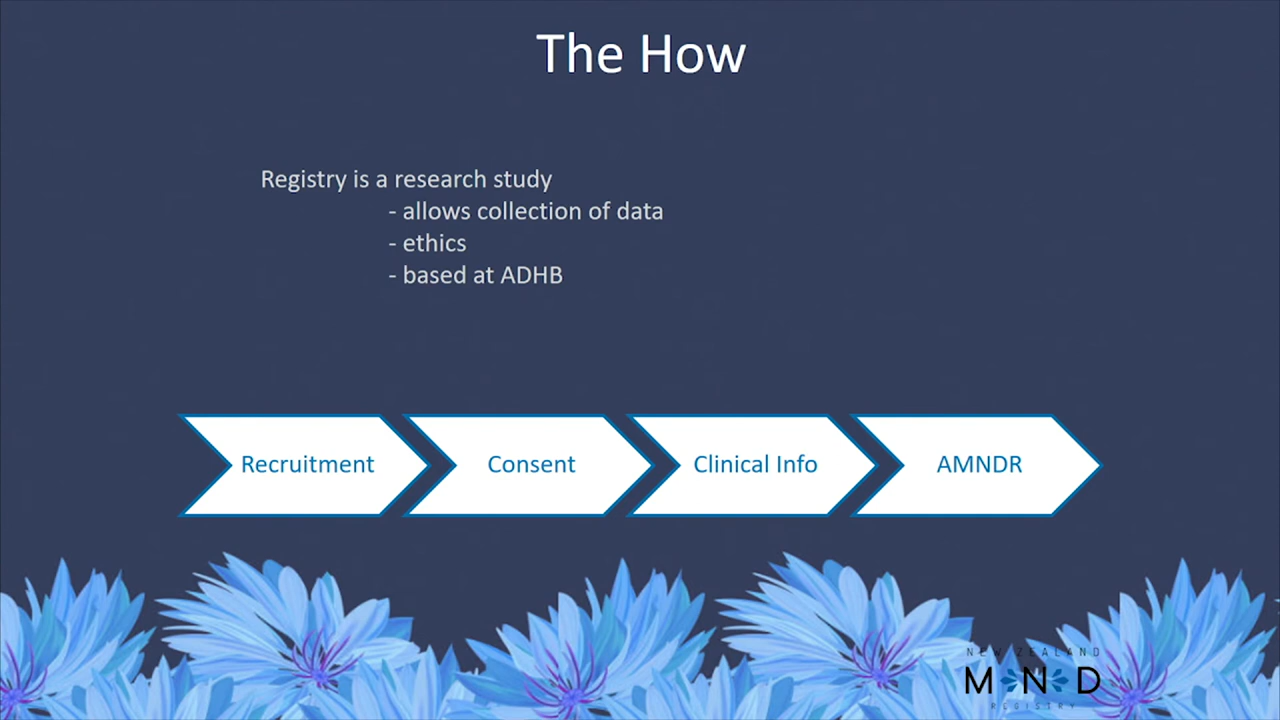 The How
Registry is a research study
- allows collection of data
- ethics
- based at ADHB
Recruitment
Consent
Clinical Info
AMNDR
NEW ZEALAND
MND
REGISTRY